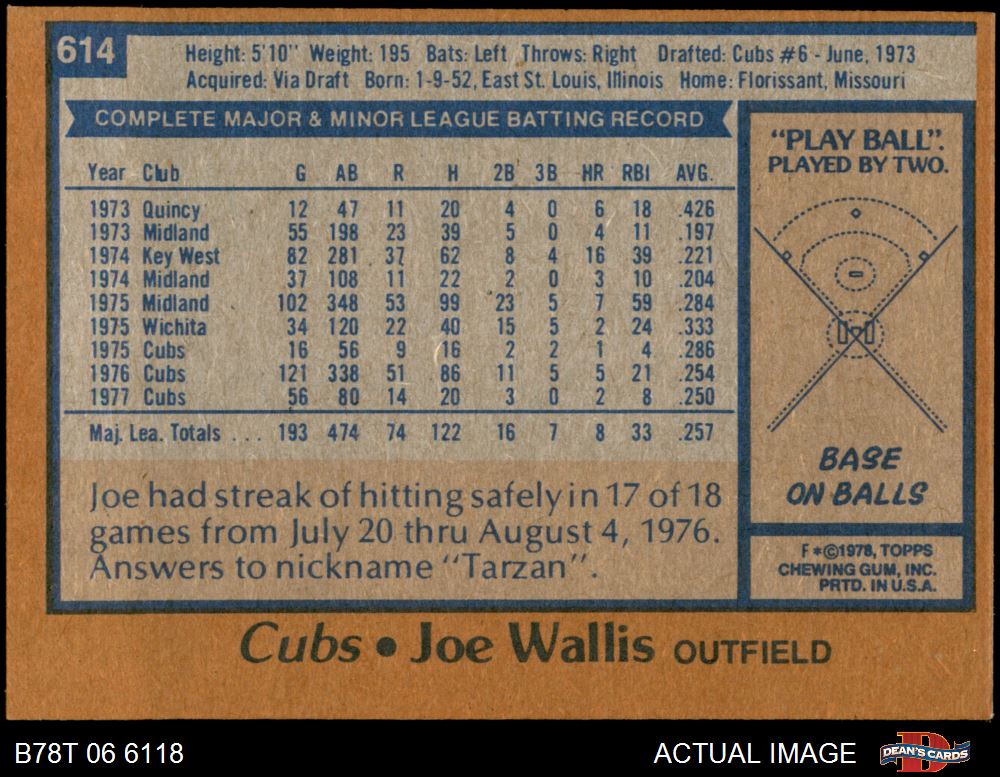 614
Height: 5'10" Weight: 195 Bats: Left Throws: Right Drafted: Cubs #6 - June, 1973
Acquired: Via Draft Born: 1-9-52, East St. Louis, Illinois Home: Florissant, Missouri
COMPLETE MAJOR & MINOR LEAGUE BATTING RECORD
Year Club G AB R H 2B 3B HR RBI AVG.
1973 Quincy 12 47 11 20 4 0 6 18 .426
1973 Midland 55 198 23 39 5 0 4 11 .197
1974 Key West 82 281 37 62 8 4 16 39 .221
1974 Midland 37 108 11 22 2 0 3 10 .204
1975 Midland 102 348 53 99 23 5 7 59 .284
1975 Wichita 34 120 22 40 15 5 2 24 .333
1975 Cubs 16 56 9 16 2 2 1 4 .286
1976 Cubs 121 338 51 86 11 5 5 21 .254
1977 Cubs 56 80 14 20 3 0 2 8 .250
Maj. Lea. Totals ... 193 474 74 122 16 7 8 33 .257
Joe had streak of hitting safely in 17 of 18
games from July 20 thru August 4, 1976.
Answers to nickname "Tarzan".
"PLAY BALL".
PLAYED BY TWO.
BASE
ON BALLS
F*©1978, TOPPS
CHEWING GUM, INC.
PRTD. IN U.S.A.
Cubs • Joe Wallis OUTFIELD
B78T 06 6118
ACTUAL IMAGE
DEAN'S CARDS